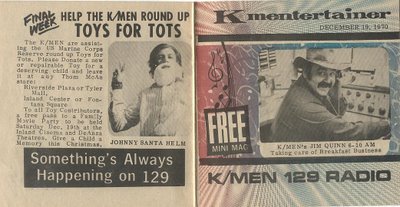 FINAL WEEK
HELP THE K/MEN ROUND UP
TOYS FOR TOTS
The K/MEN are assist-
ing the US Marine Corps
Reserve round up Toys for
Tots. Please Donate a new
or repairable Toy for a
deserving child and leave
it at any Thom McAn
store:
Riverside Plaza or Tyler
Mall,
Inland Center or Fon-
tana Square
To all Toy Contributors,
a free pass to a Family
Movie Party to be held
Saturday Dec. 19th at the
Inland Cinema and Belair
Theatres. Give a Child a
Memory this Christmas.
JOHNNY SANTA HELM
Something's Always
Happening on 129
K mentertainer
DECEMBER 19, 1970
FREE
MINI MAG
K/MEN's JIM QUINN 6-10 AM
Taking care of Breakfast Business
K/MEN 129 RADIO